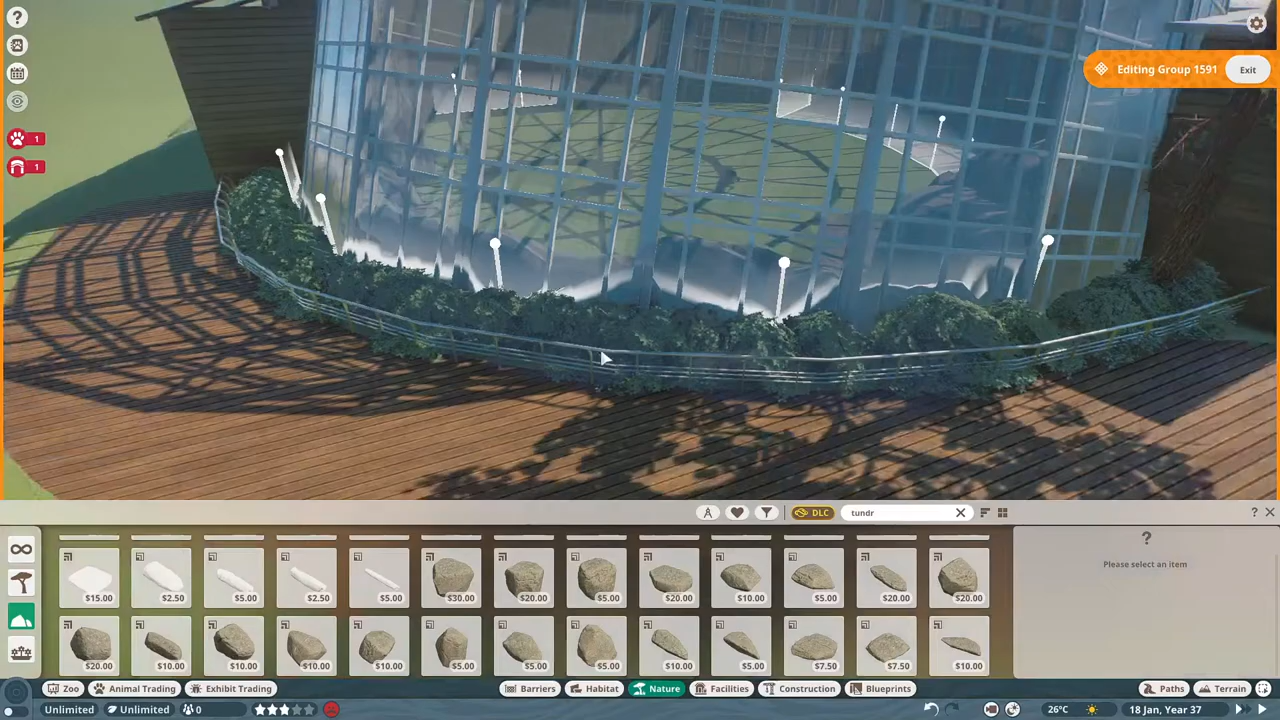 ?
Editing Group 1591 Exit
1
1
DLC tundr
?
$15.00 $2.50 $5.00 $2.50 $5.00 $30.00 $20.00 $5.00 $20.00 $10.00 $5.00 $20.00 $20.00
?
Please select an item
$20.00 $10.00 $10.00 $10.00 $10.00 $5.00 $5.00 $5.00 $10.00 $5.00 $7.50 $7.50 $10.00
Zoo Animal Trading Exhibit Trading Barriers Habitat Nature Facilities Construction Blueprints Paths Terrain
Unlimited Unlimited 0 26°C 18 Jan, Year 37